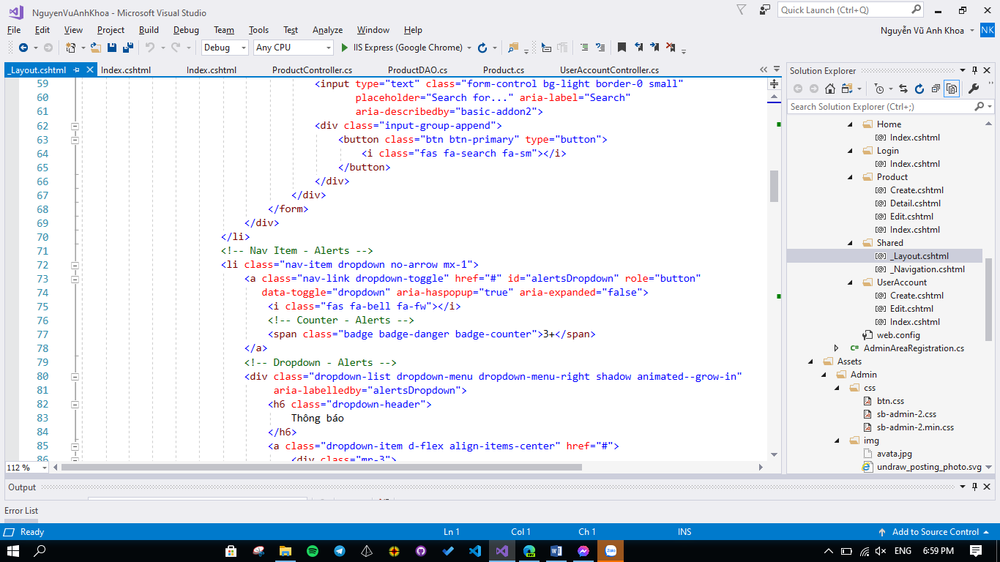 NguyenVuAnhKhoa - Microsoft Visual Studio
Quick Launch (Ctrl+Q)
File Edit View Project Build Debug Team Tools Test Analyze Window Help
Nguyễn Vũ Anh Khoa NK
Debug Any CPU IIS Express (Google Chrome)
_Layout.cshtml Index.cshtml Index.cshtml ProductController.cs ProductDAO.cs Product.cs UserAccountController.cs
59 <input type="text" class="form-control bg-light border-0 small"
60 placeholder="Search for..." aria-label="Search"
61 aria-describedby="basic-addon2">
62 <div class="input-group-append">
63 <button class="btn btn-primary" type="button">
64 <i class="fas fa-search fa-sm"></i>
65 </button>
66 </div>
67 </div>
68 </form>
69 </div>
70 </li>
71 <!-- Nav Item - Alerts -->
72 <li class="nav-item dropdown no-arrow mx-1">
73 <a class="nav-link dropdown-toggle" href="#" id="alertsDropdown" role="button"
74 data-toggle="dropdown" aria-haspopup="true" aria-expanded="false">
75 <i class="fas fa-bell fa-fw"></i>
76 <!-- Counter - Alerts -->
77 <span class="badge badge-danger badge-counter">3+</span>
78 </a>
79 <!-- Dropdown - Alerts -->
80 <div class="dropdown-list dropdown-menu dropdown-menu-right shadow animated--grow-in"
81 aria-labelledby="alertsDropdown">
82 <h6 class="dropdown-header">
83 Thông báo
84 </h6>
85 <a class="dropdown-item d-flex align-items-center" href="#">
86 <div class="mr-3">
112 %
Solution Explorer
Search Solution Explorer (Ctrl+;)
Home
Index.cshtml
Login
Index.cshtml
Product
Create.cshtml
Detail.cshtml
Edit.cshtml
Index.cshtml
Shared
_Layout.cshtml
_Navigation.cshtml
UserAccount
Create.cshtml
Edit.cshtml
Index.cshtml
web.config
C# AdminAreaRegistration.cs
Assets
Admin
css
btn.css
sb-admin-2.css
sb-admin-2.min.css
img
avata.jpg
undraw_posting_photo.svg
Output
Error List
Ready Ln 1 Col 1 Ch 1 INS Add to Source Control
ENG 6:59 PM